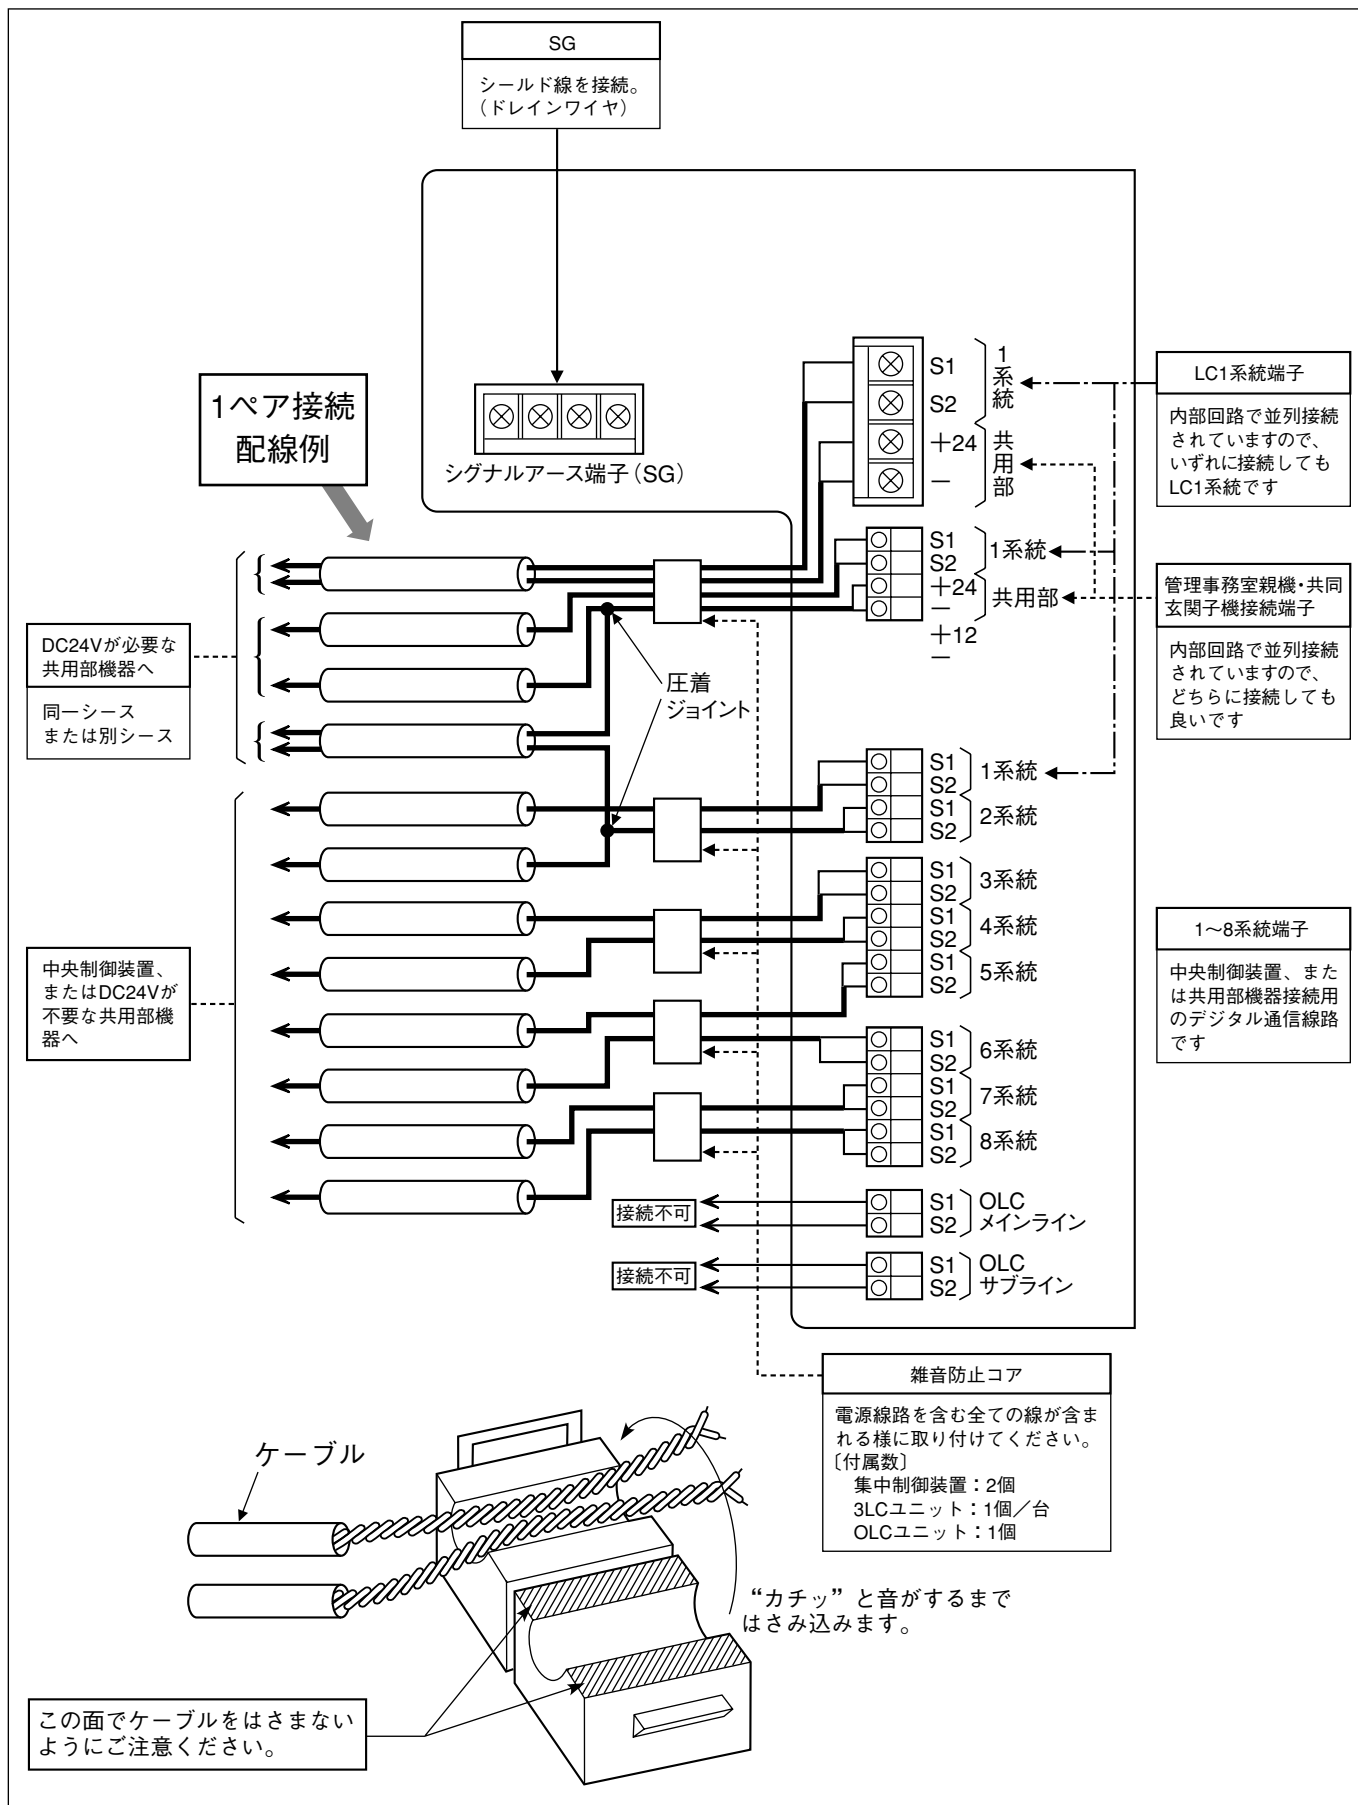 SG
シールド線を接続。
(ドレインワイヤ)
1ペア接続
配線例
シグナルアース端子(SG)
S1
S2
1系統
＋24
－
共用部
S1
S2
1系統
＋24
－
共用部
＋12
－
LC1系統端子
内部回路で並列接続
されていますので、
いずれに接続しても
LC1系統です
管理事務室親機・共同
玄関子機接続端子
内部回路で並列接続
されていますので、
どちらに接続しても
良いです
DC24Vが必要な
共用部機器へ
同一シース
または別シース
圧着
ジョイント
S1
S2
1系統
S1
S2
2系統
S1
S2
3系統
S1
S2
4系統
S1
S2
5系統
1～8系統端子
中央制御装置、また
は共用部機器接続用
のデジタル通信線路
です
中央制御装置、
またはDC24Vが
不要な共用部機
器へ
S1
S2
6系統
S1
S2
7系統
S1
S2
8系統
接続不可
S1
S2
OLC
メインライン
接続不可
S1
S2
OLC
サブライン
雑音防止コア
電源線路を含む全ての線が含ま
れる様に取り付けてください。
〔付属数〕
集中制御装置：2個
3LCユニット：1個／台
OLCユニット：1個
ケーブル
“カチッ”と音がするまで
はさみ込みます。
この面でケーブルをはさまない
ようにご注意ください。